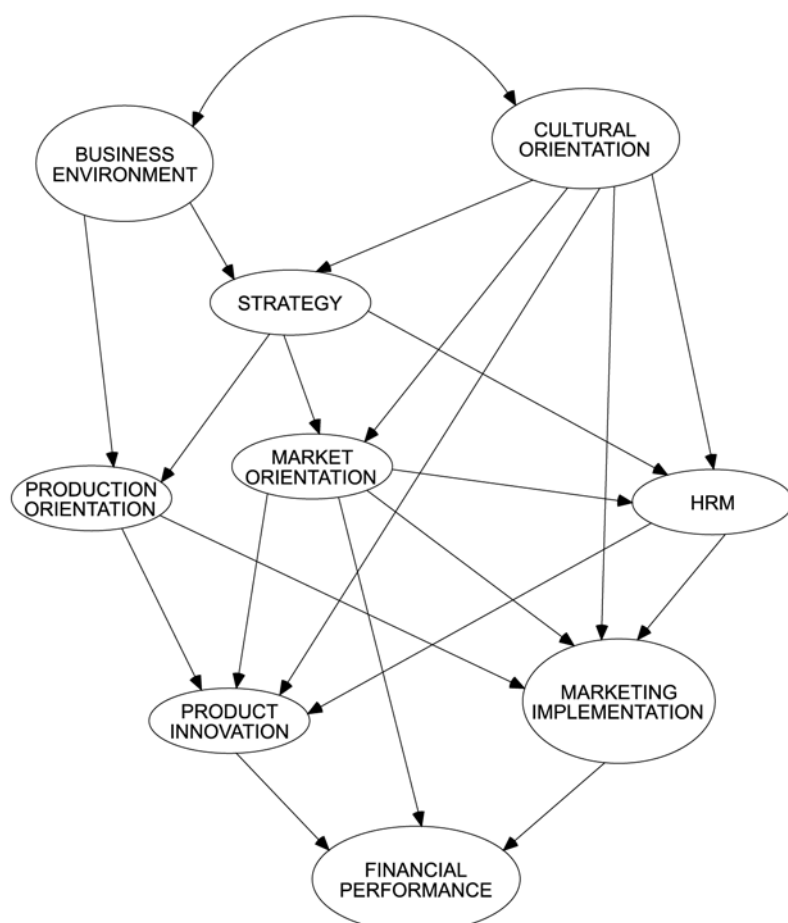 BUSINESS
ENVIRONMENT
CULTURAL
ORIENTATION
STRATEGY
MARKET
ORIENTATION
PRODUCTION
ORIENTATION
HRM
PRODUCT
INNOVATION
MARKETING
IMPLEMENTATION
FINANCIAL
PERFORMANCE